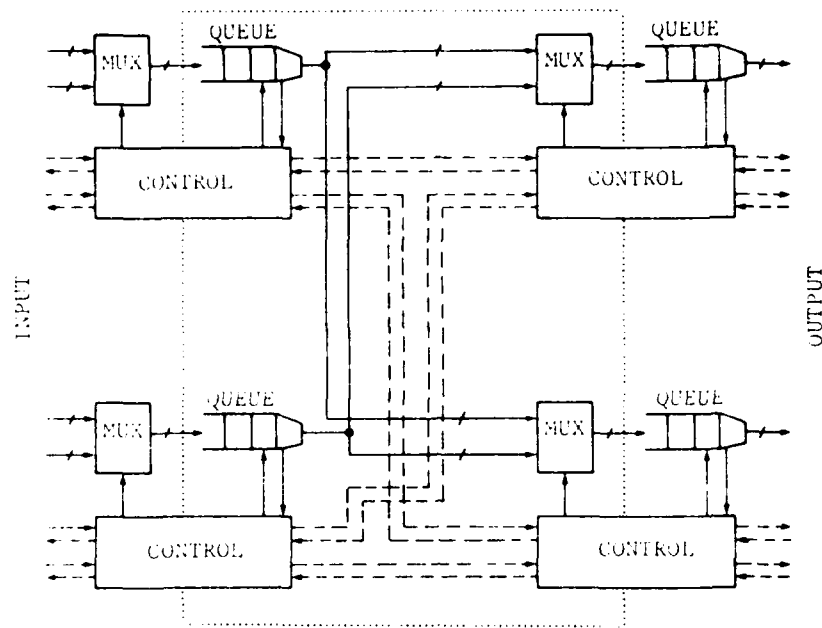 QUEUE QUEUE
MUX MUX
CONTROL CONTROL
INPUT OUTPUT
QUEUE QUEUE
MUX MUX
CONTROL CONTROL